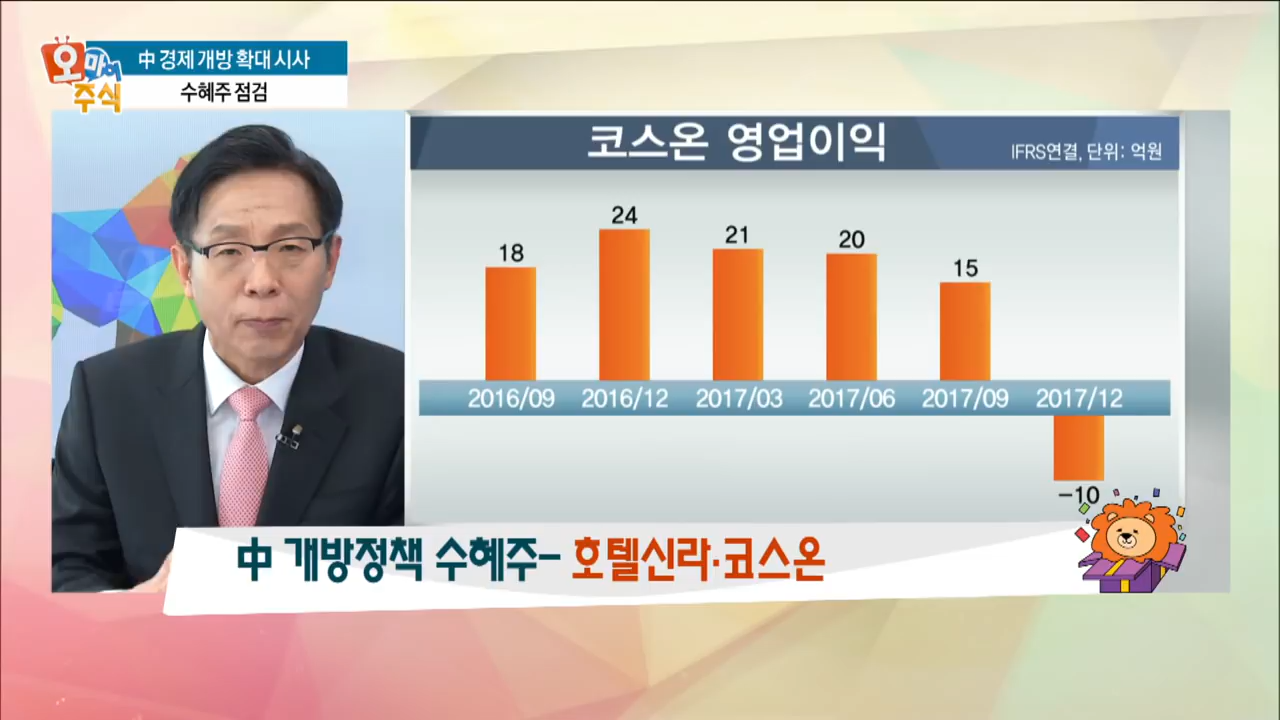 오마이
주식
中 경제 개방 확대 시사
수혜주 점검
코스온 영업이익
IFRS연결, 단위: 억원
18
24
21
20
15
2016/09
2016/12
2017/03
2017/06
2017/09
2017/12
-10
中 개방정책 수혜주- 호텔신라·코스온